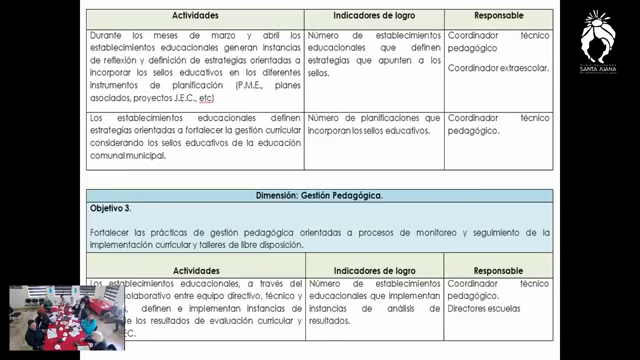 Actividades
Indicadores de logro
Responsable
Durante los meses de marzo y abril los
establecimientos educacionales generan instancias
de reflexión y definición de estrategias orientadas a
incorporar los sellos educativos en los diferentes
instrumentos de planificación (P.M.E., planes
asociados, proyectos J.E.C., etc)
Número de establecimientos
educacionales que definen
estrategias que apunten a los
sellos.
Coordinador técnico
pedagógico
Coordinador extraescolar.
Los establecimientos educacionales definen
estrategias orientadas a fortalecer la gestión curricular
considerando los sellos educativos de la educación
comunal municipal.
Número de planificaciones que
incorporan los sellos educativos.
Coordinador técnico
pedagógico.
Dimensión: Gestión Pedagógica.
Objetivo 3.
Fortalecer las prácticas de gestión pedagógica orientadas a procesos de monitoreo y seguimiento de la
implementación curricular y talleres de libre disposición.
Actividades
Indicadores de logro
Responsable
Los establecimientos educacionales, a través del
colaborativo entre equipo directivo, técnico y
definen e implementan instancias de
de los resultados de evaluación curricular y
Número de establecimientos
educacionales que implementan
instancias de análisis de
resultados.
Coordinador técnico
pedagógico.
Directores escuelas
SANTA JUANA